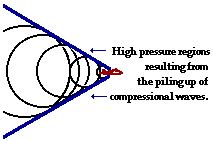 ← High pressure regions
resulting from
the piling up of
← compressional waves.